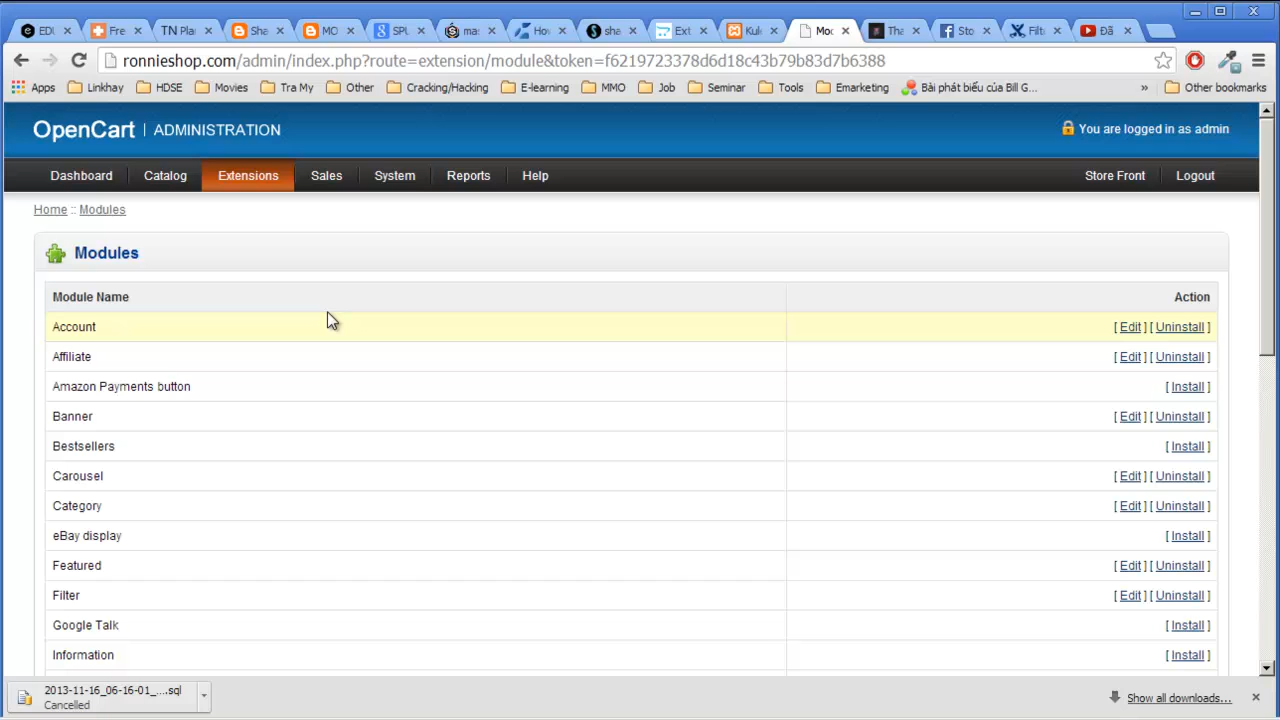 EDU
Fre
TN Pla
Sha
MO
SPL
ma
Hov
sha
Ext
Kul
Moc
The
Sto
Filt
Đã
ronnieshop.com/admin/index.php?route=extension/module&token=f6219723378d6d18c43b79b83d7b6388
Apps
Linkhay
HDSE
Movies
Tra My
Other
Cracking/Hacking
E-learning
MMO
Job
Seminar
Tools
Emarketing
Bài phát biểu của Bill G...
»
Other bookmarks
OpenCart | ADMINISTRATION
You are logged in as admin
Dashboard
Catalog
Extensions
Sales
System
Reports
Help
Store Front
Logout
Home :: Modules
Modules
Module Name
Action
Account
[ Edit ] [ Uninstall ]
Affiliate
[ Edit ] [ Uninstall ]
Amazon Payments button
[ Install ]
Banner
[ Edit ] [ Uninstall ]
Bestsellers
[ Install ]
Carousel
[ Edit ] [ Uninstall ]
Category
[ Edit ] [ Uninstall ]
eBay display
[ Install ]
Featured
[ Edit ] [ Uninstall ]
Filter
[ Edit ] [ Uninstall ]
Google Talk
[ Install ]
Information
[ Install ]
2013-11-16_06-16-01_....sql
Cancelled
Show all downloads...